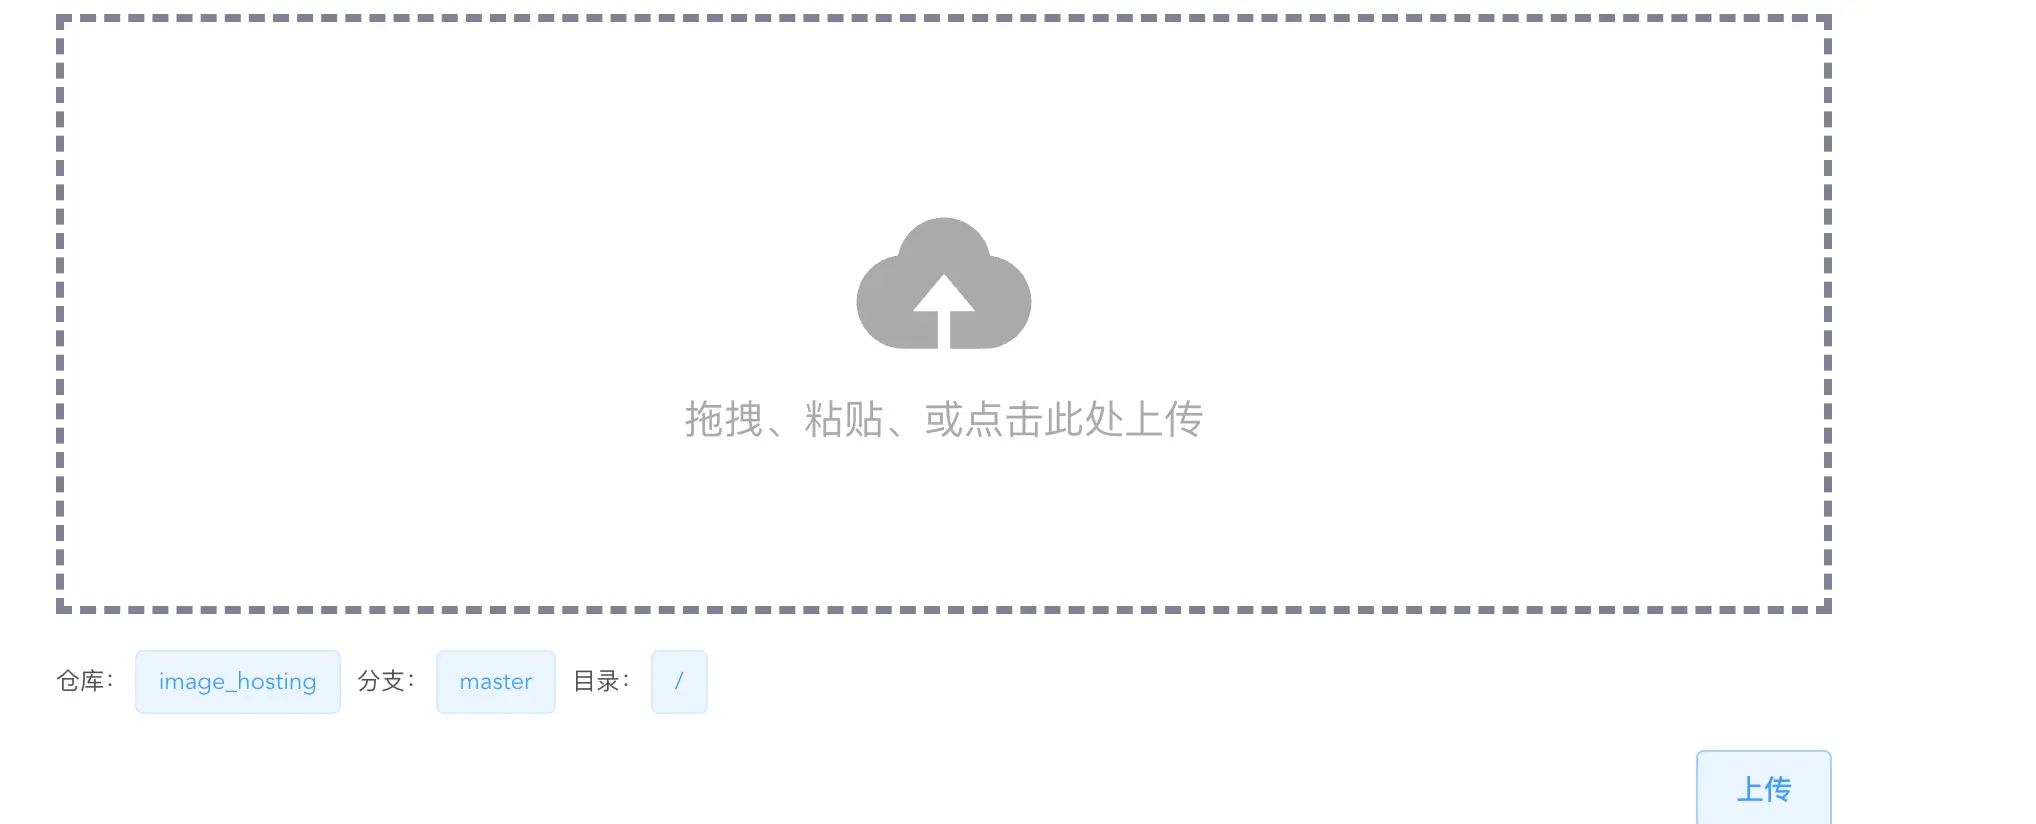 拖拽、粘贴、或点击此处上传
仓库： image_hosting 分支： master 目录： /
上传